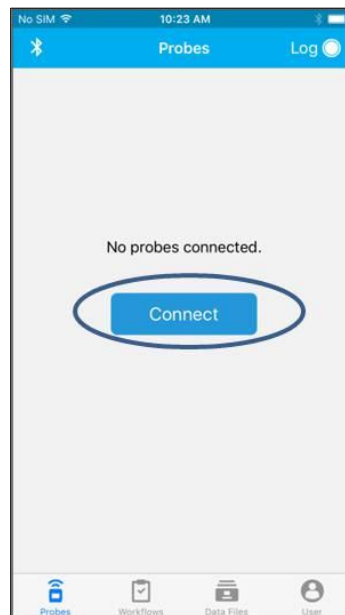 No SIM 10:23 AM
Probes Log
No probes connected.
Connect
Probes Workflows Data Files User